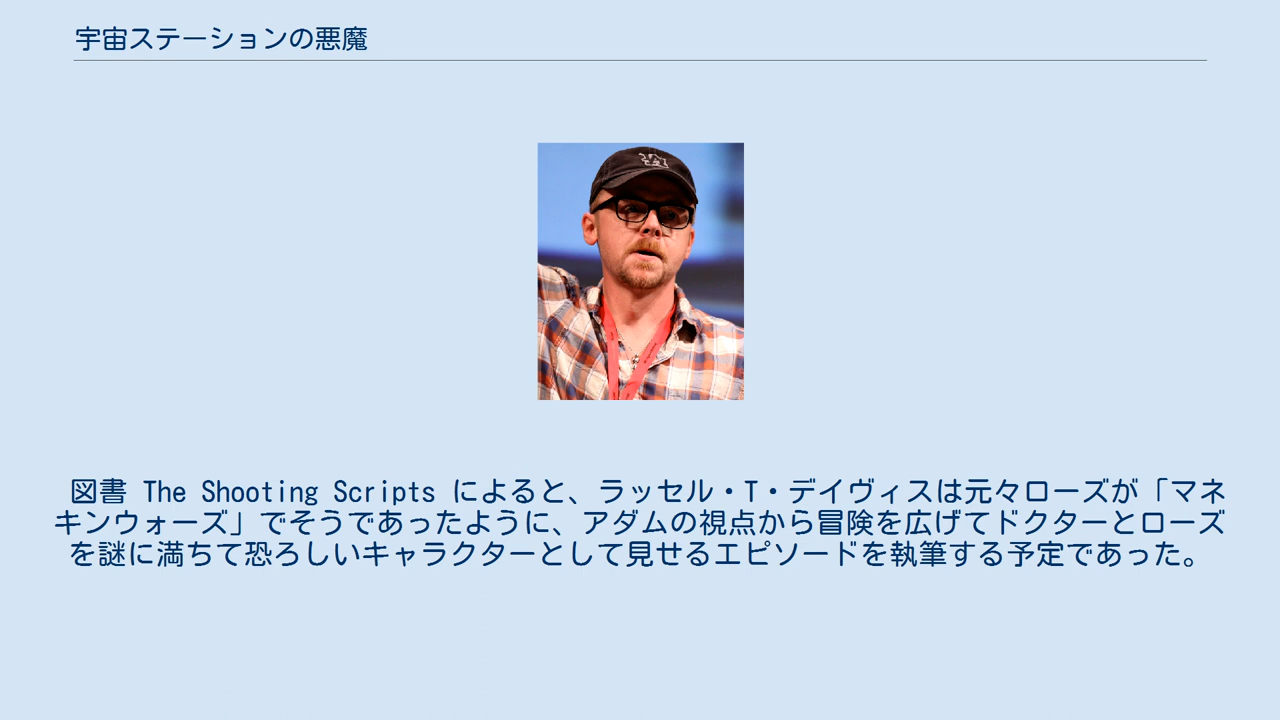 宇宙ステーションの悪魔
図書 The Shooting Scripts によると、ラッセル・T・デイヴィスは元々ローズが「マネ
キンウォーズ」でそうであったように、アダムの視点から冒険を広げてドクターとローズ
を謎に満ちて恐ろしいキャラクターとして見せるエピソードを執筆する予定であった。